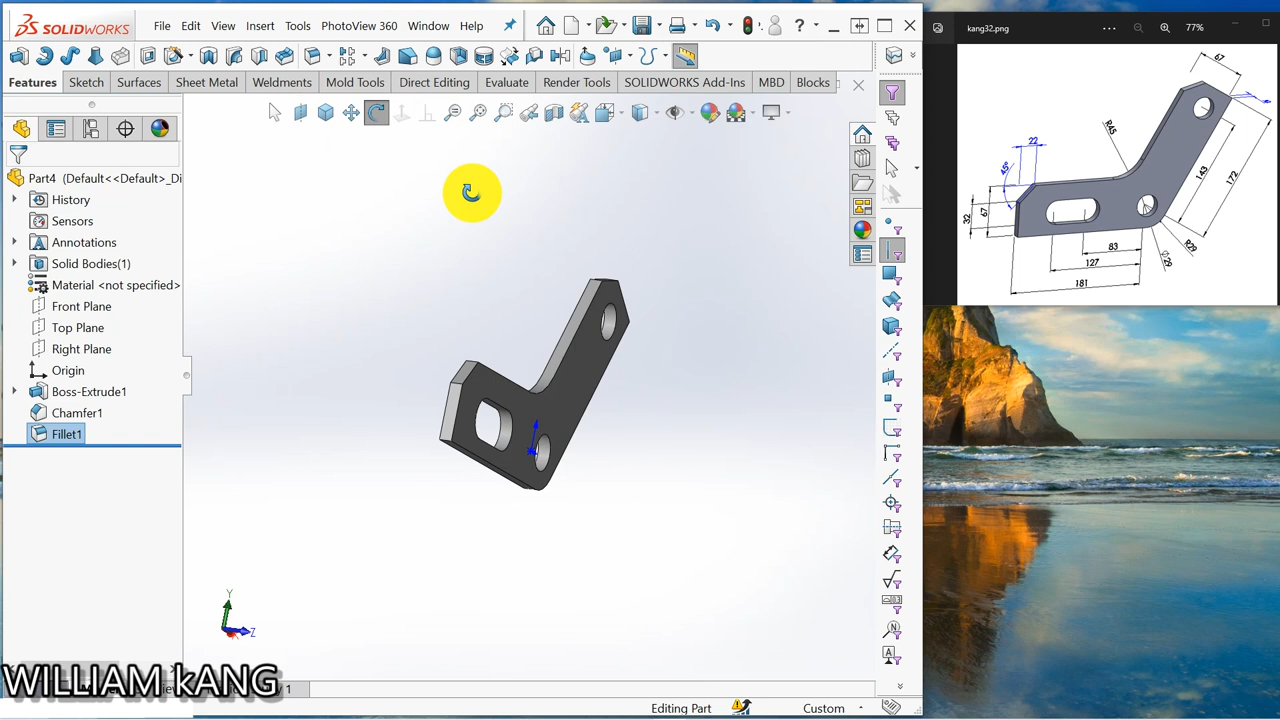 SOLIDWORKS File Edit View Insert Tools PhotoView 360 Window Help
Features Sketch Surfaces Sheet Metal Weldments Mold Tools Direct Editing Evaluate Render Tools SOLIDWORKS Add-Ins MBD Blocks
Part4 (Default<<Default>_Di
History
Sensors
Annotations
Solid Bodies(1)
Material <not specified>
Front Plane
Top Plane
Right Plane
Origin
Boss-Extrude1
Chamfer1
Fillet1
Y
Z
WILLIAM kANG
Editing Part Custom
kang32.png 77%
67
R45
22
45°
143
172
32
67
83
R29
127
181